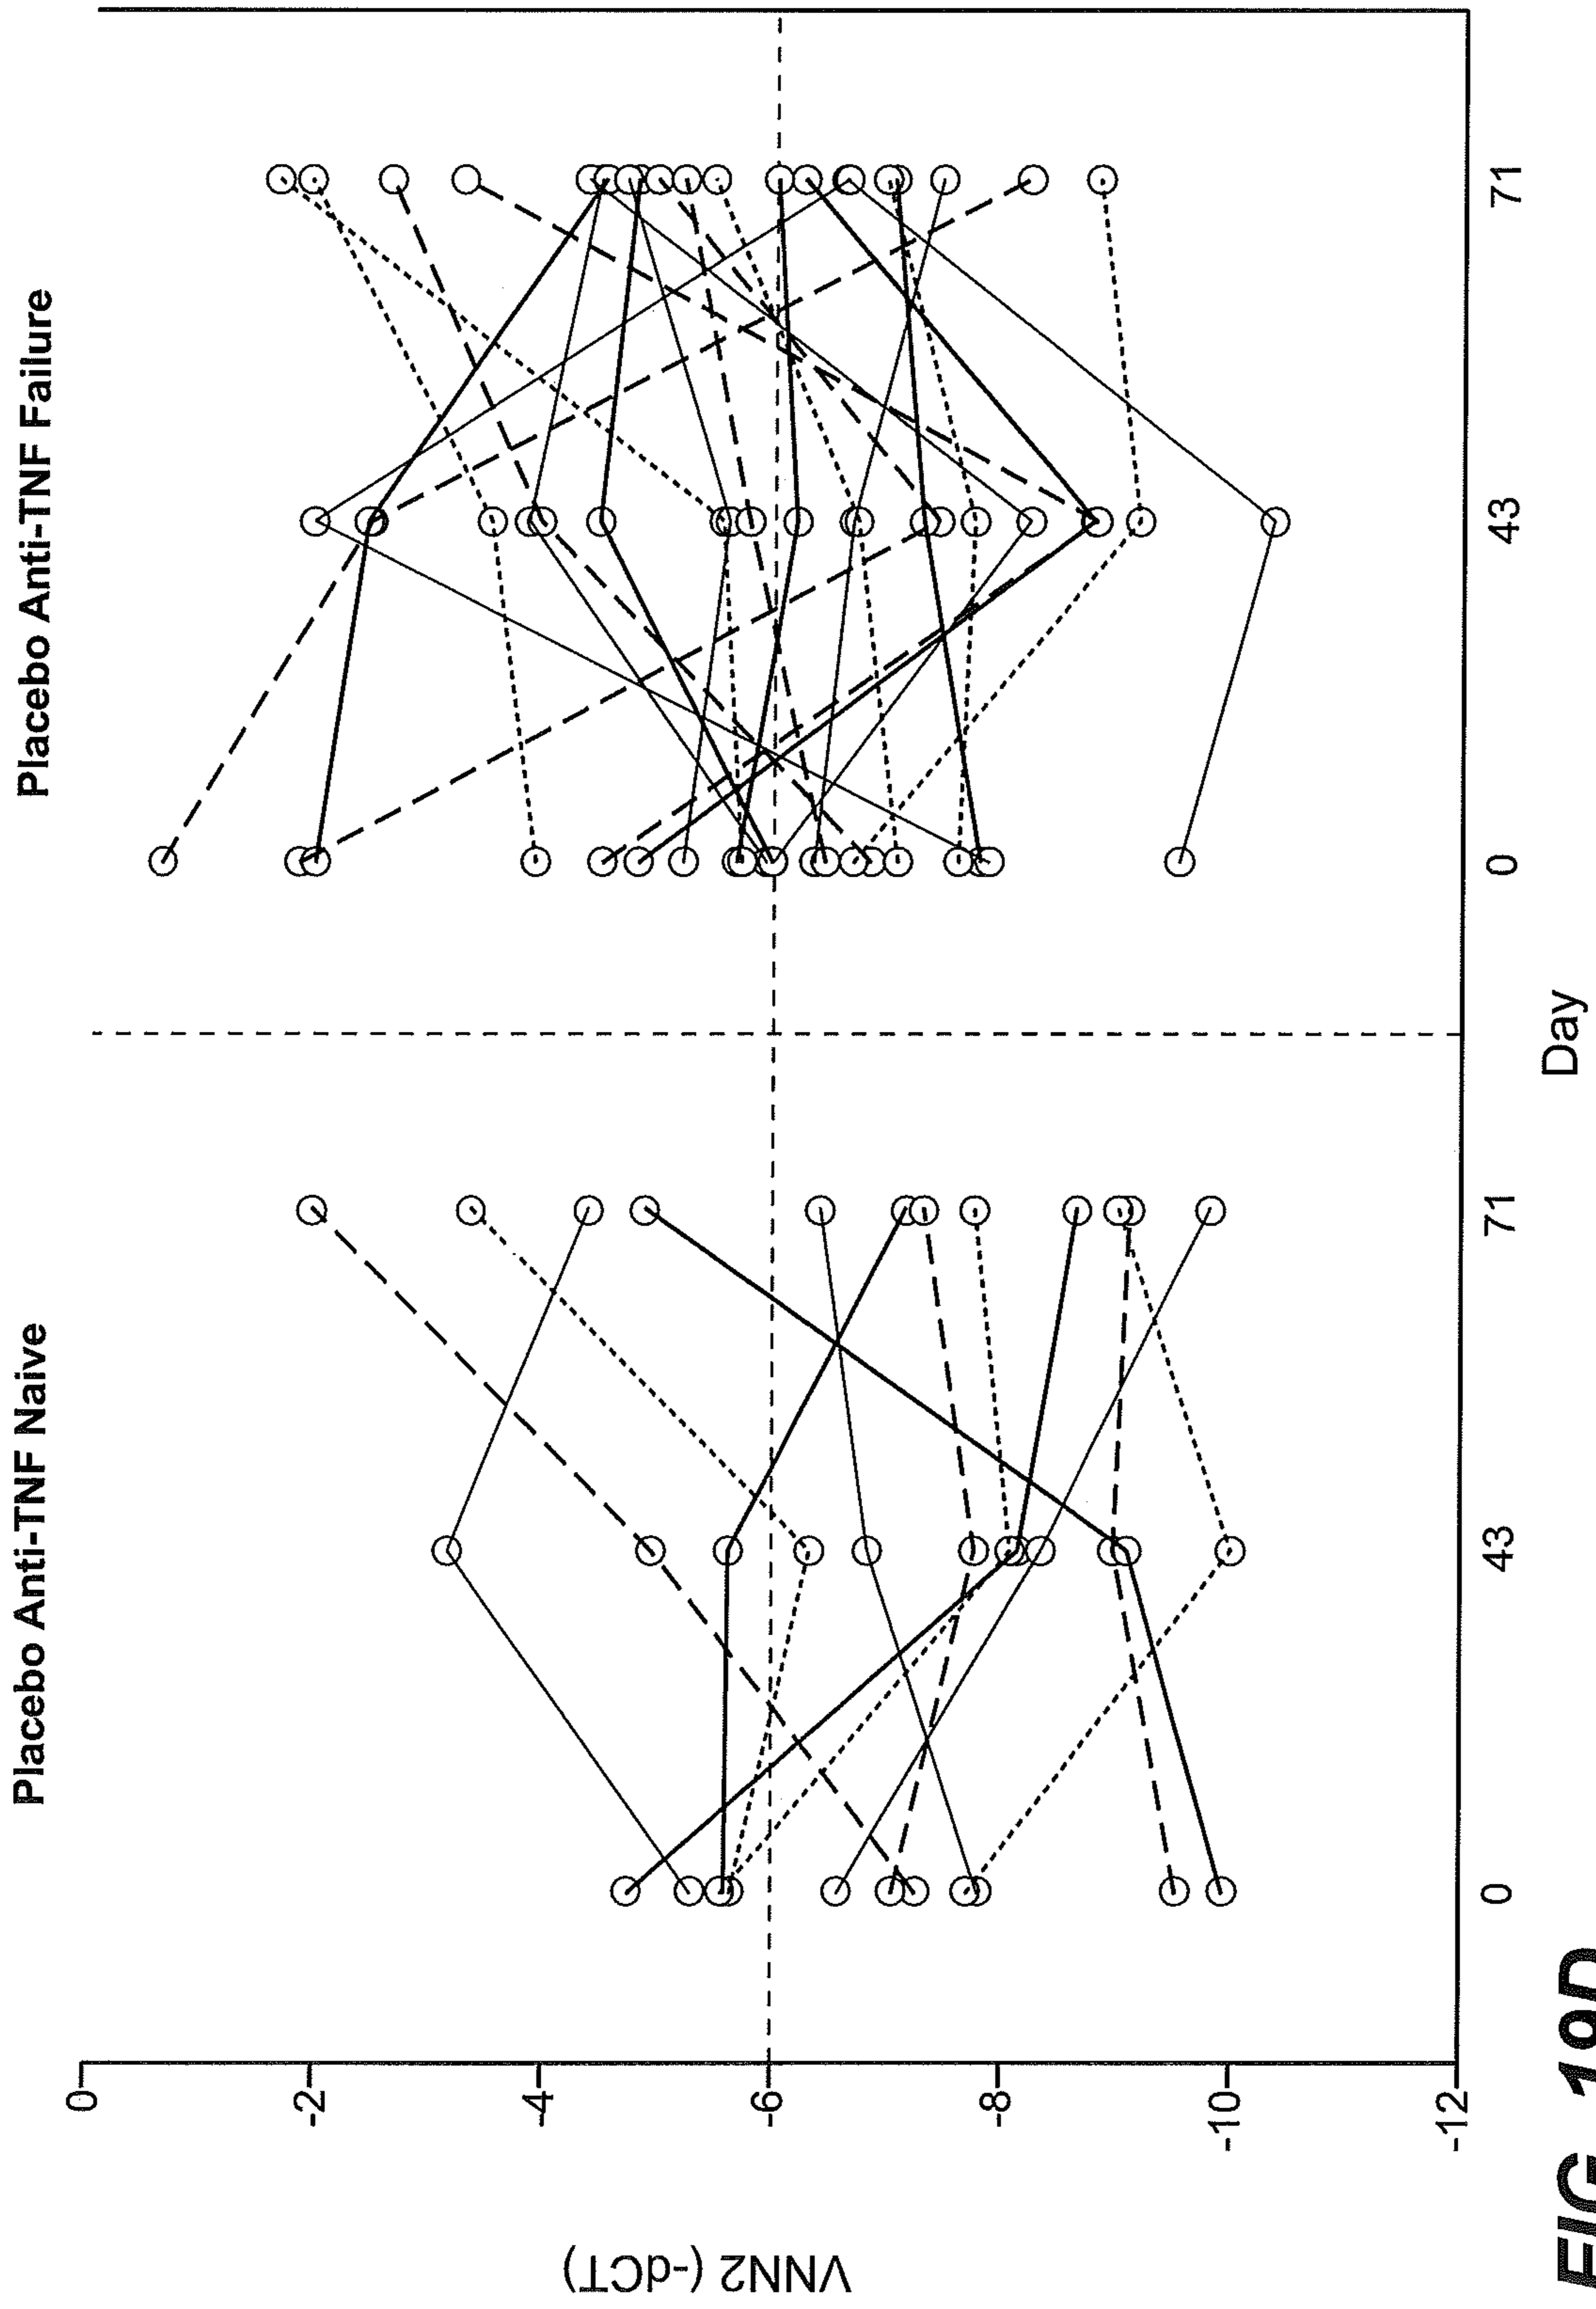 Placebo Anti-TNF Naive
Placebo Anti-TNF Failure
VNN2 (-dCT)
0
-2
-4
-6
-8
-10
-12
0
43
71
0
43
71
Day
FIG. 19D